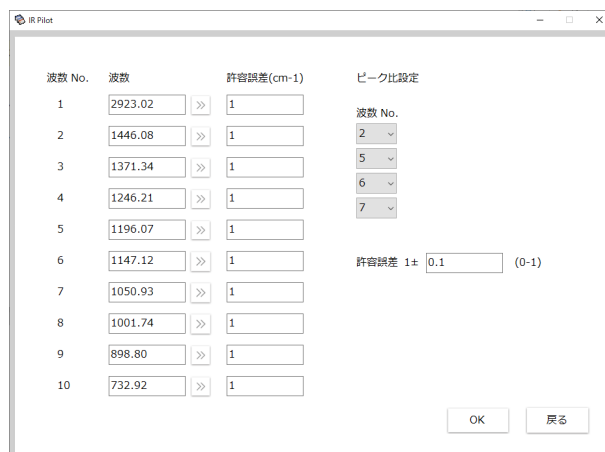 IR Pilot
波数 No. 波数 許容誤差(cm-1) ピーク比設定
1 2923.02 >> 1
2 1446.08 >> 1
3 1371.34 >> 1
4 1246.21 >> 1
5 1196.07 >> 1
6 1147.12 >> 1
7 1050.93 >> 1
8 1001.74 >> 1
9 898.80 >> 1
10 732.92 >> 1
波数 No.
2
5
6
7
許容誤差 1± 0.1 (0-1)
OK 戻る